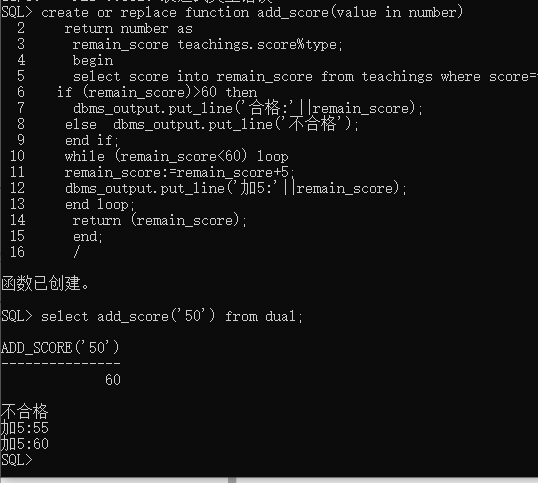 SQL> create or replace function add_score(value in number)
2 return number as
3 remain_score teachings.score%type;
4 begin
5 select score into remain_score from teachings where score=
6 if (remain_score)>60 then
7 dbms_output.put_line('合格:'||remain_score);
8 else dbms_output.put_line('不合格');
9 end if;
10 while (remain_score<60) loop
11 remain_score:=remain_score+5;
12 dbms_output.put_line('加5:'||remain_score);
13 end loop;
14 return (remain_score);
15 end;
16 /
函数已创建。
SQL> select add_score('50') from dual;
ADD_SCORE('50')
---------------
60
不合格
加5:55
加5:60
SQL>